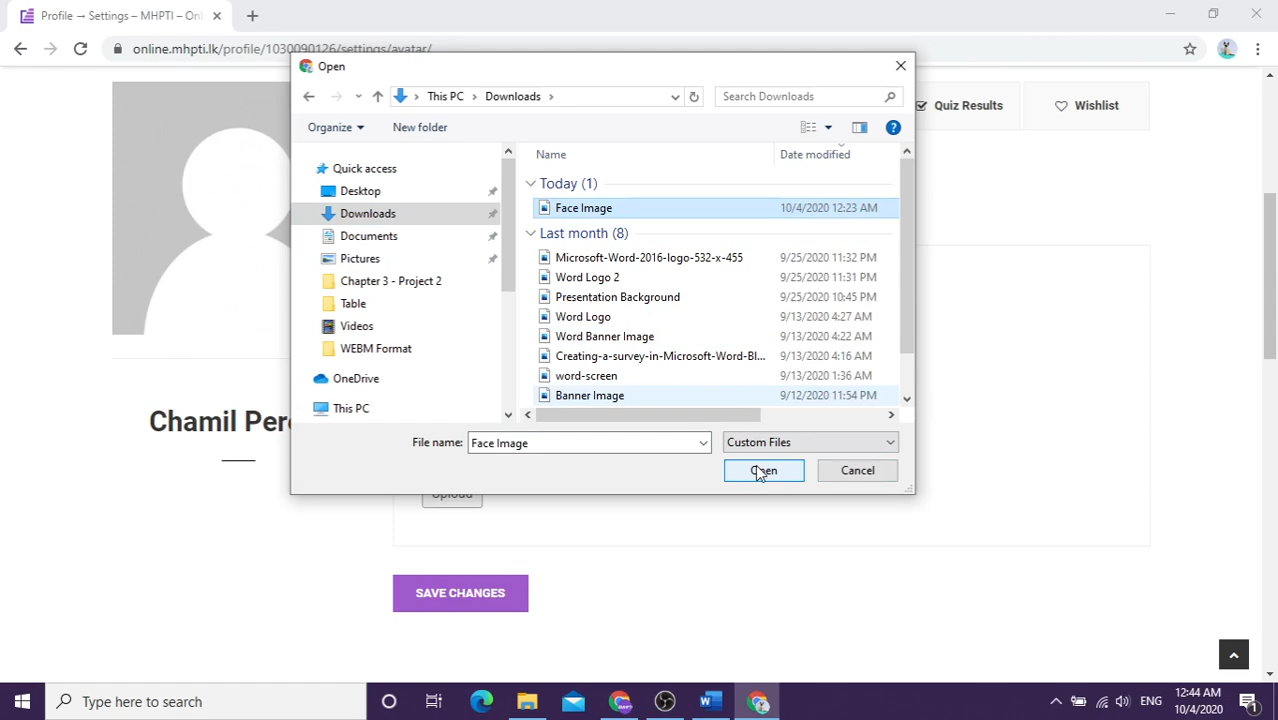 Profile → Settings – MHPTI – Onl
online.mhpti.lk/profile/1030090126/settings/avatar/
Open
This PC
Downloads
Search Downloads
Organize
New folder
Name
Date modified
Quick access
Desktop
Downloads
Documents
Pictures
Chapter 3 - Project 2
Table
Videos
WEBM Format
OneDrive
This PC
Today (1)
Face Image 10/4/2020 12:23 AM
Last month (8)
Microsoft-Word-2016-logo-532-x-455 9/25/2020 11:32 PM
Word Logo 2 9/25/2020 11:31 PM
Presentation Background 9/25/2020 10:45 PM
Word Logo 9/13/2020 4:27 AM
Word Banner Image 9/13/2020 4:22 AM
Creating-a-survey-in-Microsoft-Word-Bl... 9/13/2020 4:16 AM
word-screen 9/13/2020 1:36 AM
Banner Image 9/12/2020 11:54 PM
File name: Face Image
Custom Files
Open
Cancel
Quiz Results
Wishlist
Chamil Per
Upload
SAVE CHANGES
Type here to search
ENG
12:44 AM
10/4/2020
1